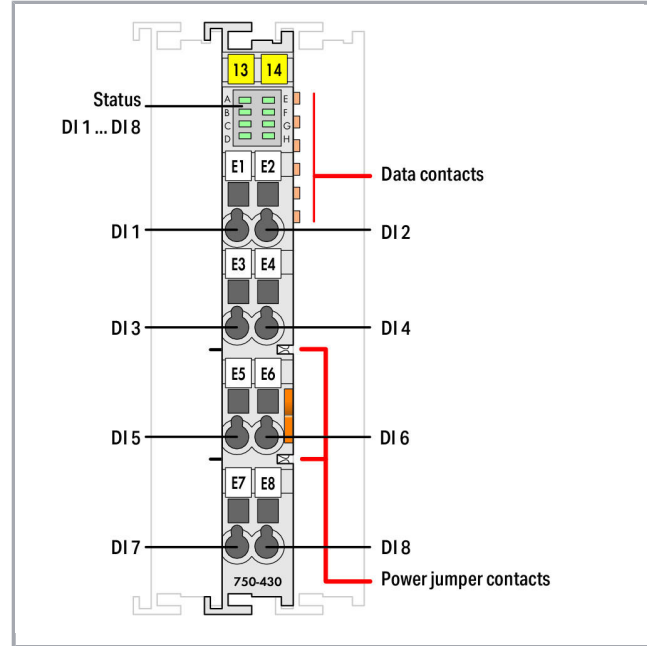 13 14
Status
DI 1 ... DI 8
A E
B F
C G
D H
E1 E2
Data contacts
DI 1
DI 2
E3 E4
DI 3
DI 4
E5 E6
DI 5
DI 6
E7 E8
DI 7
DI 8
750-430
Power jumper contacts